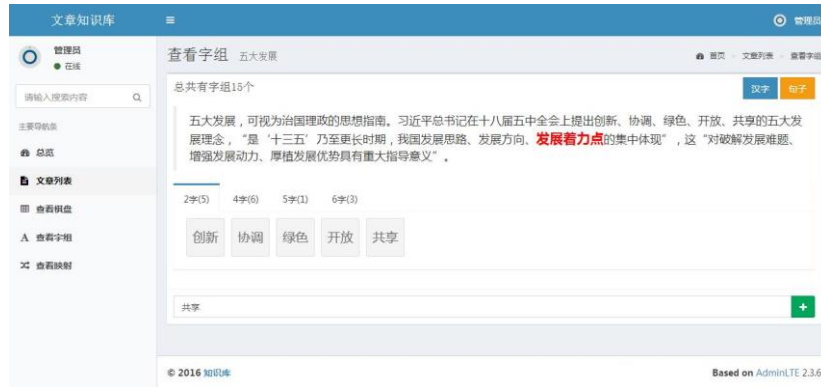 文章知识库
管理员
管理员
在线
请输入搜索内容
主要导航条
总览
文章列表
查看棋盘
A 查看字组
查看映射
查看字组 五大发展
首页 > 文章列表 > 查看字组
总共有字组15个
汉字 句子
五大发展，可视为治国理政的思想指南。习近平总书记在十八届五中全会上提出创新、协调、绿色、开放、共享的五大发
展理念，“是‘十三五’乃至更长时期，我国发展思路、发展方向、发展着力点的集中体现”，这“对破解发展难题、
增强发展动力、厚植发展优势具有重大指导意义”。
2字(5) 4字(6) 5字(1) 6字(3)
创新 协调 绿色 开放 共享
共享
© 2016 知识库
Based on AdminLTE 2.3.6